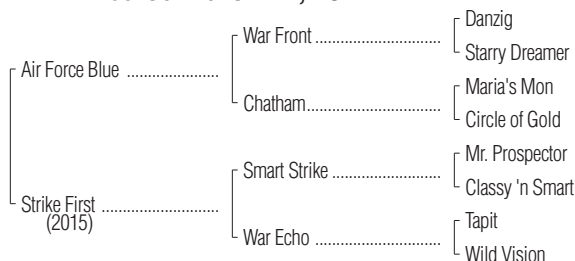 Danzig
War Front
Starry Dreamer
Air Force Blue
Maria's Mon
Chatham
Circle of Gold
Mr. Prospector
Smart Strike
Classy 'n Smart
Strike First
(2015)
Tapit
War Echo
Wild Vision